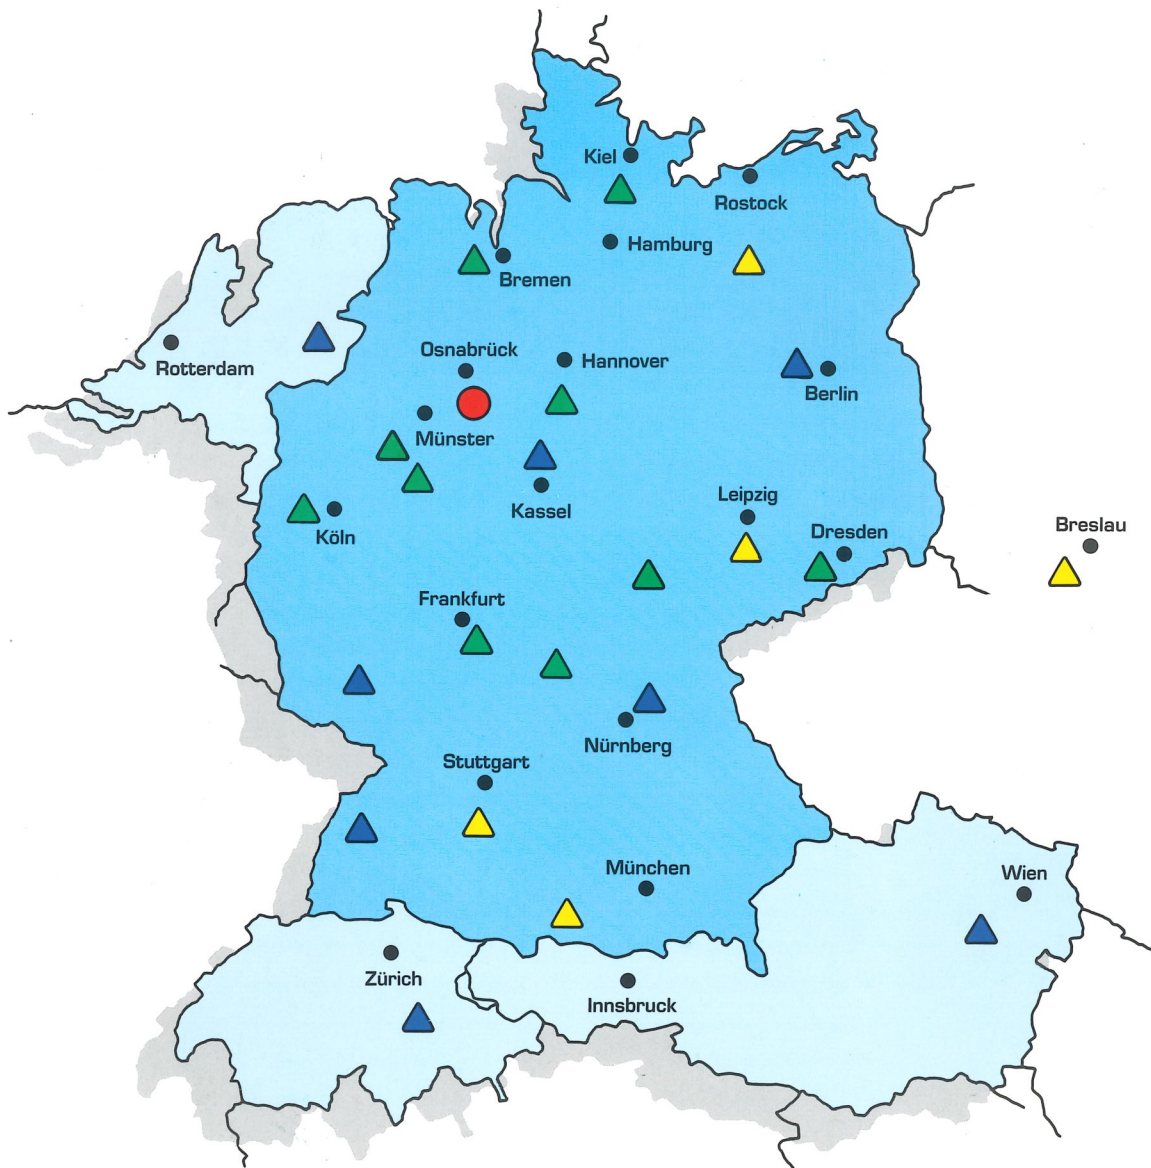 Kiel
Rostock
Hamburg
Bremen
Rotterdam
Osnabrück
Hannover
Berlin
Münster
Kassel
Leipzig
Köln
Dresden
Breslau
Frankfurt
Nürnberg
Stuttgart
München
Wien
Zürich
Innsbruck